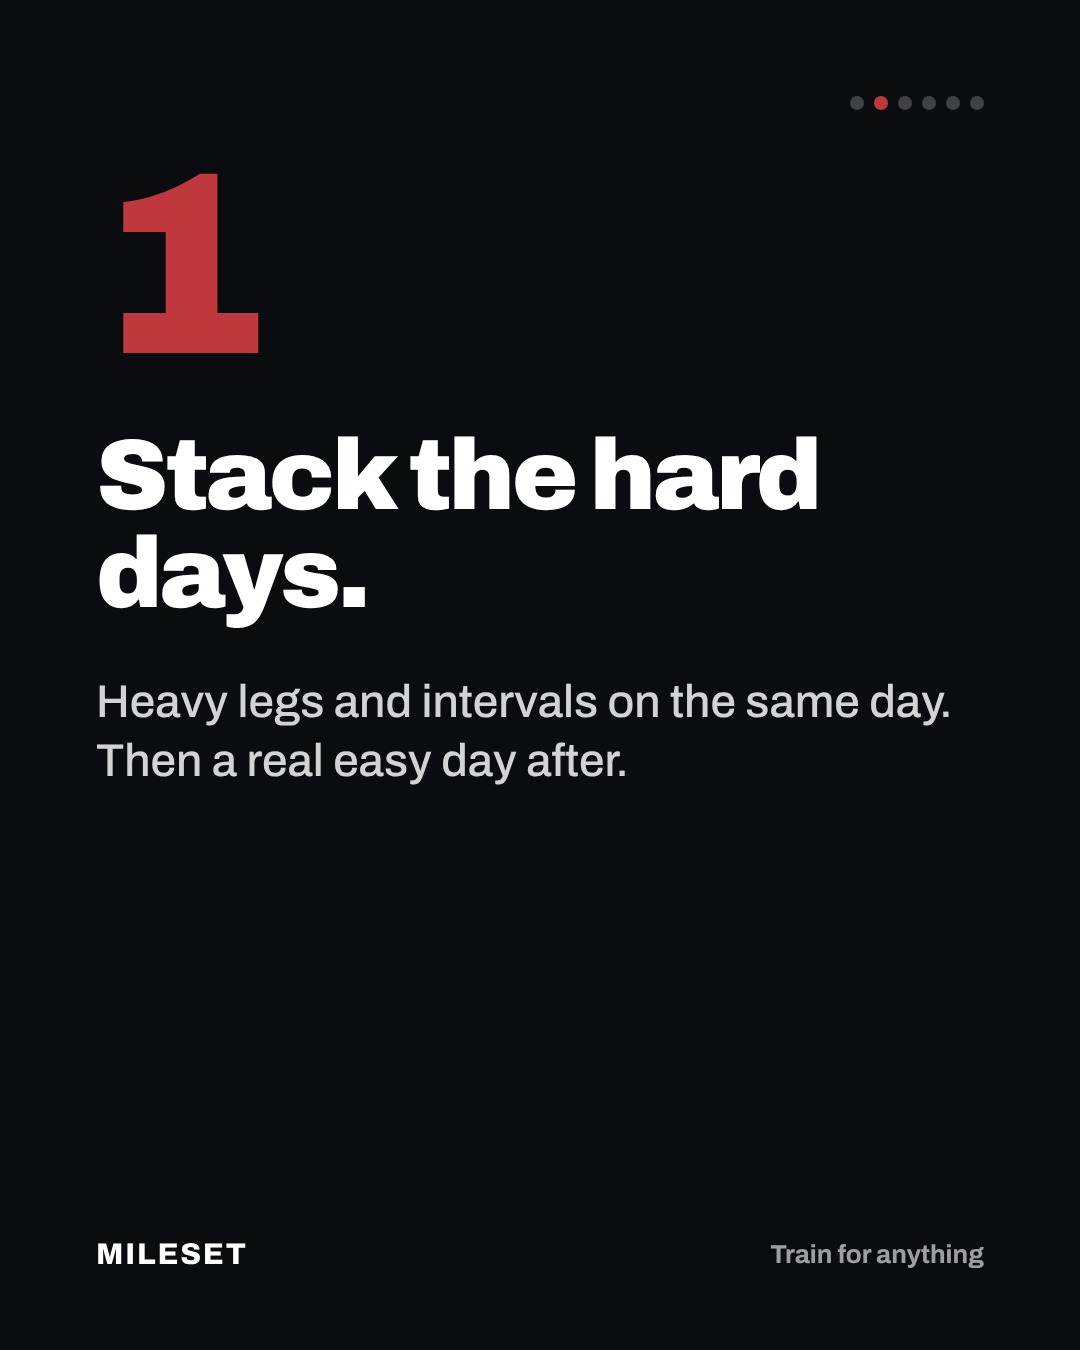 1
Stack the hard
days.
Heavy legs and intervals on the same day.
Then a real easy day after.
MILESET
Train for anything